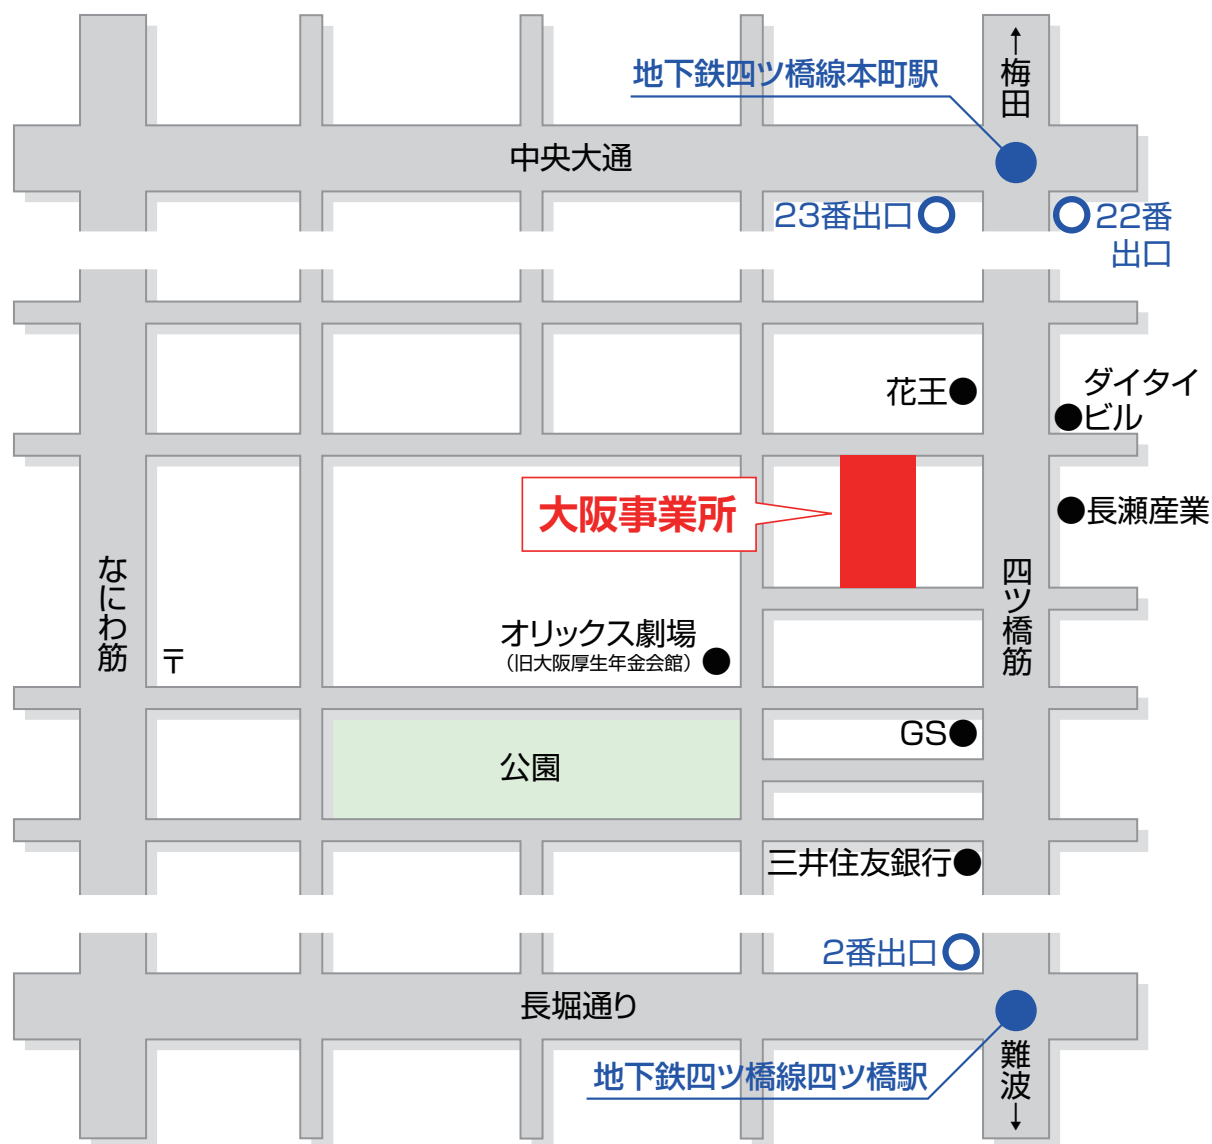 ↑梅田
地下鉄四ツ橋線本町駅
中央大通
23番出口
22番
出口
花王
ダイタイ
ビル
大阪事業所
長瀬産業
なにわ筋
四ツ橋筋
〒
オリックス劇場
（旧大阪厚生年金会館）
GS
公園
三井住友銀行
2番出口
長堀通り
地下鉄四ツ橋線四ツ橋駅
難波↓